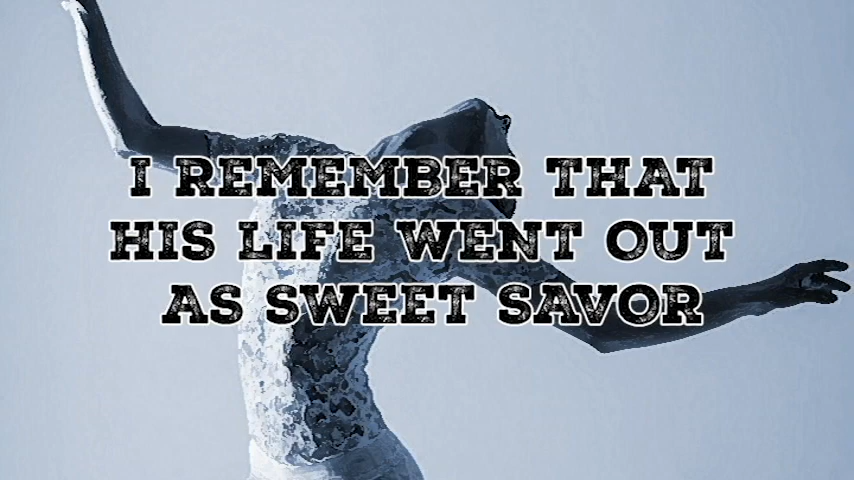 I REMEMBER THAT
HIS LIFE WENT OUT
AS SWEET SAVOR